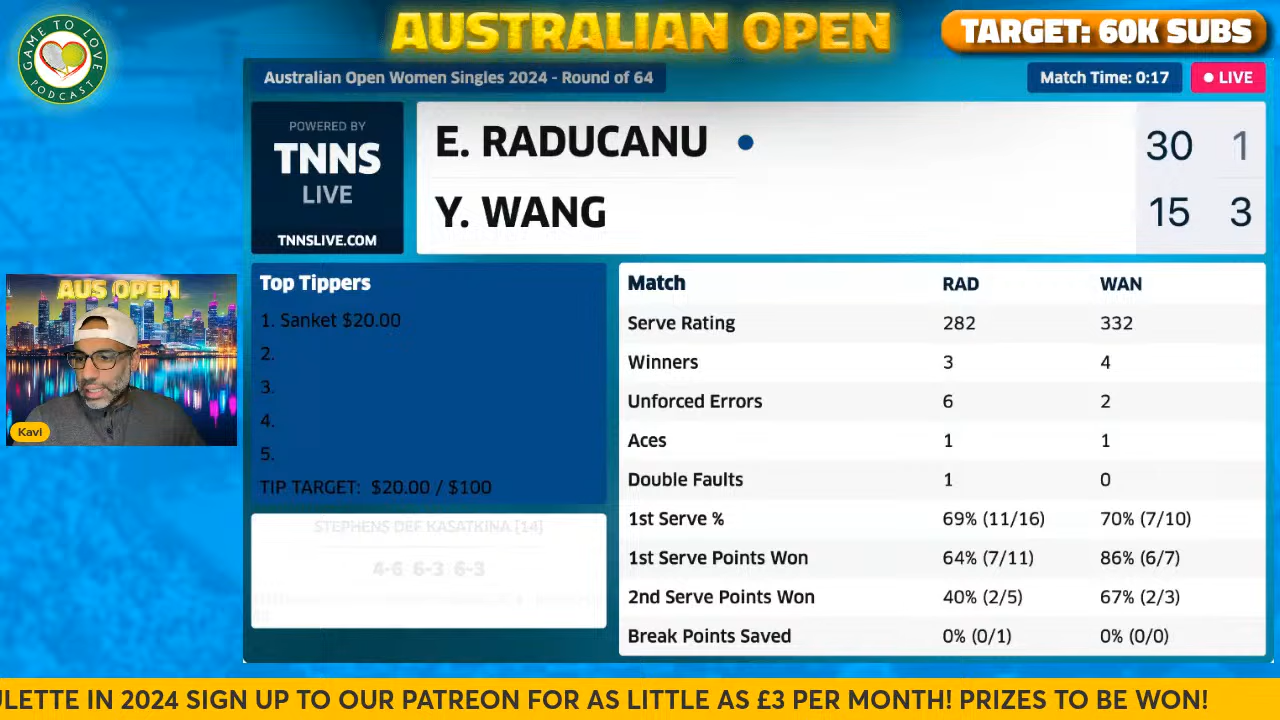 GAME TO LOVE
PODCAST
AUSTRALIAN OPEN
TARGET: 60K SUBS
Australian Open Women Singles 2024 - Round of 64
Match Time: 0:17
LIVE
POWERED BY
TNNS
LIVE
TNNSLIVE.COM
E. RADUCANU 30 1
Y. WANG 15 3
AUS OPEN
Kavi
Top Tippers
1. Sanket $20.00
2.
3.
4.
5.
TIP TARGET: $20.00 / $100
STEPHENS DEF KASATKINA [14]
4-6 6-3 6-3
Match RAD WAN
Serve Rating 282 332
Winners 3 4
Unforced Errors 6 2
Aces 1 1
Double Faults 1 0
1st Serve % 69% (11/16) 70% (7/10)
1st Serve Points Won 64% (7/11) 86% (6/7)
2nd Serve Points Won 40% (2/5) 67% (2/3)
Break Points Saved 0% (0/1) 0% (0/0)
ULETTE IN 2024 SIGN UP TO OUR PATREON FOR AS LITTLE AS £3 PER MONTH! PRIZES TO BE WON!